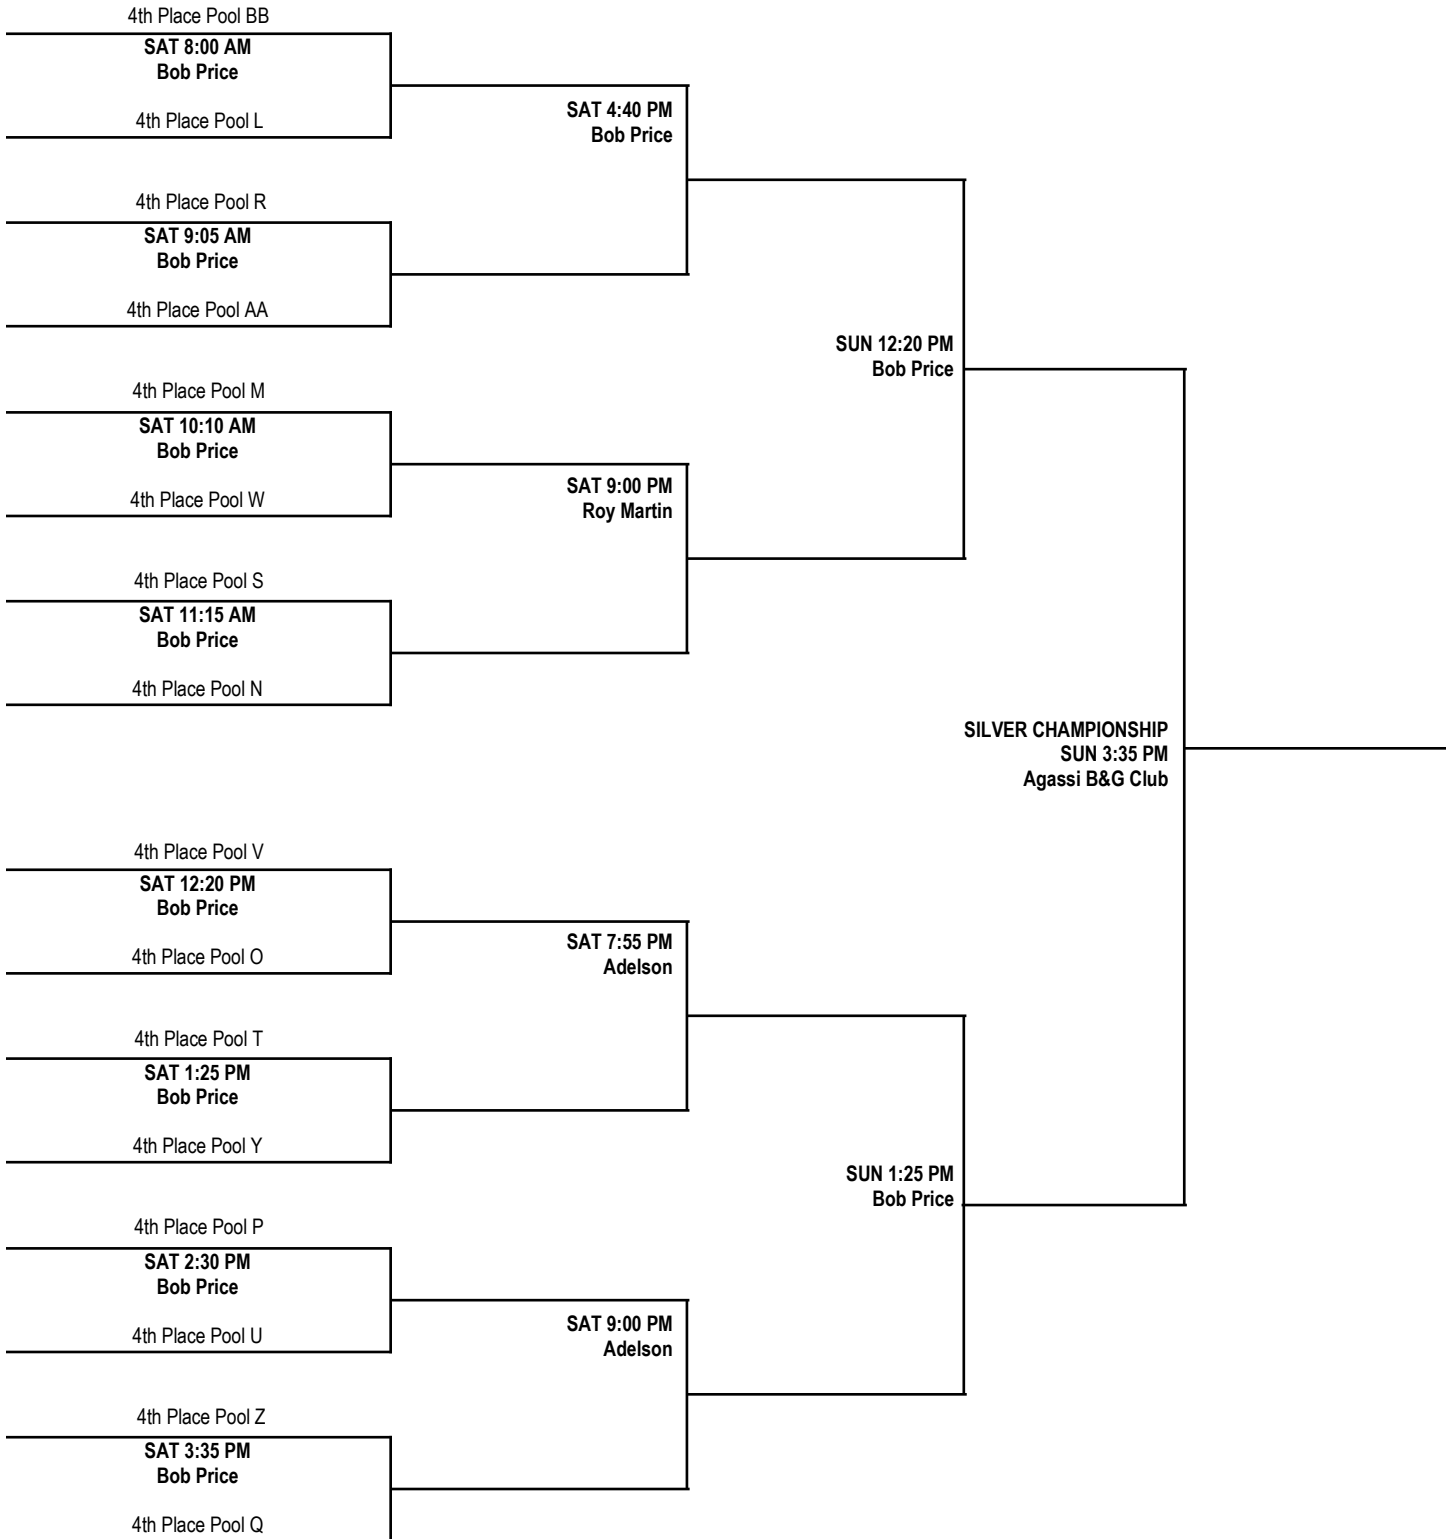 4th Place Pool BB
SAT 8:00 AM
Bob Price
4th Place Pool L
SAT 4:40 PM
Bob Price
4th Place Pool R
SAT 9:05 AM
Bob Price
4th Place Pool AA
SUN 12:20 PM
Bob Price
4th Place Pool M
SAT 10:10 AM
Bob Price
4th Place Pool W
SAT 9:00 PM
Roy Martin
4th Place Pool S
SAT 11:15 AM
Bob Price
4th Place Pool N
SILVER CHAMPIONSHIP
SUN 3:35 PM
Agassi B&G Club
4th Place Pool V
SAT 12:20 PM
Bob Price
4th Place Pool O
SAT 7:55 PM
Adelson
4th Place Pool T
SAT 1:25 PM
Bob Price
4th Place Pool Y
SUN 1:25 PM
Bob Price
4th Place Pool P
SAT 2:30 PM
Bob Price
4th Place Pool U
SAT 9:00 PM
Adelson
4th Place Pool Z
SAT 3:35 PM
Bob Price
4th Place Pool Q